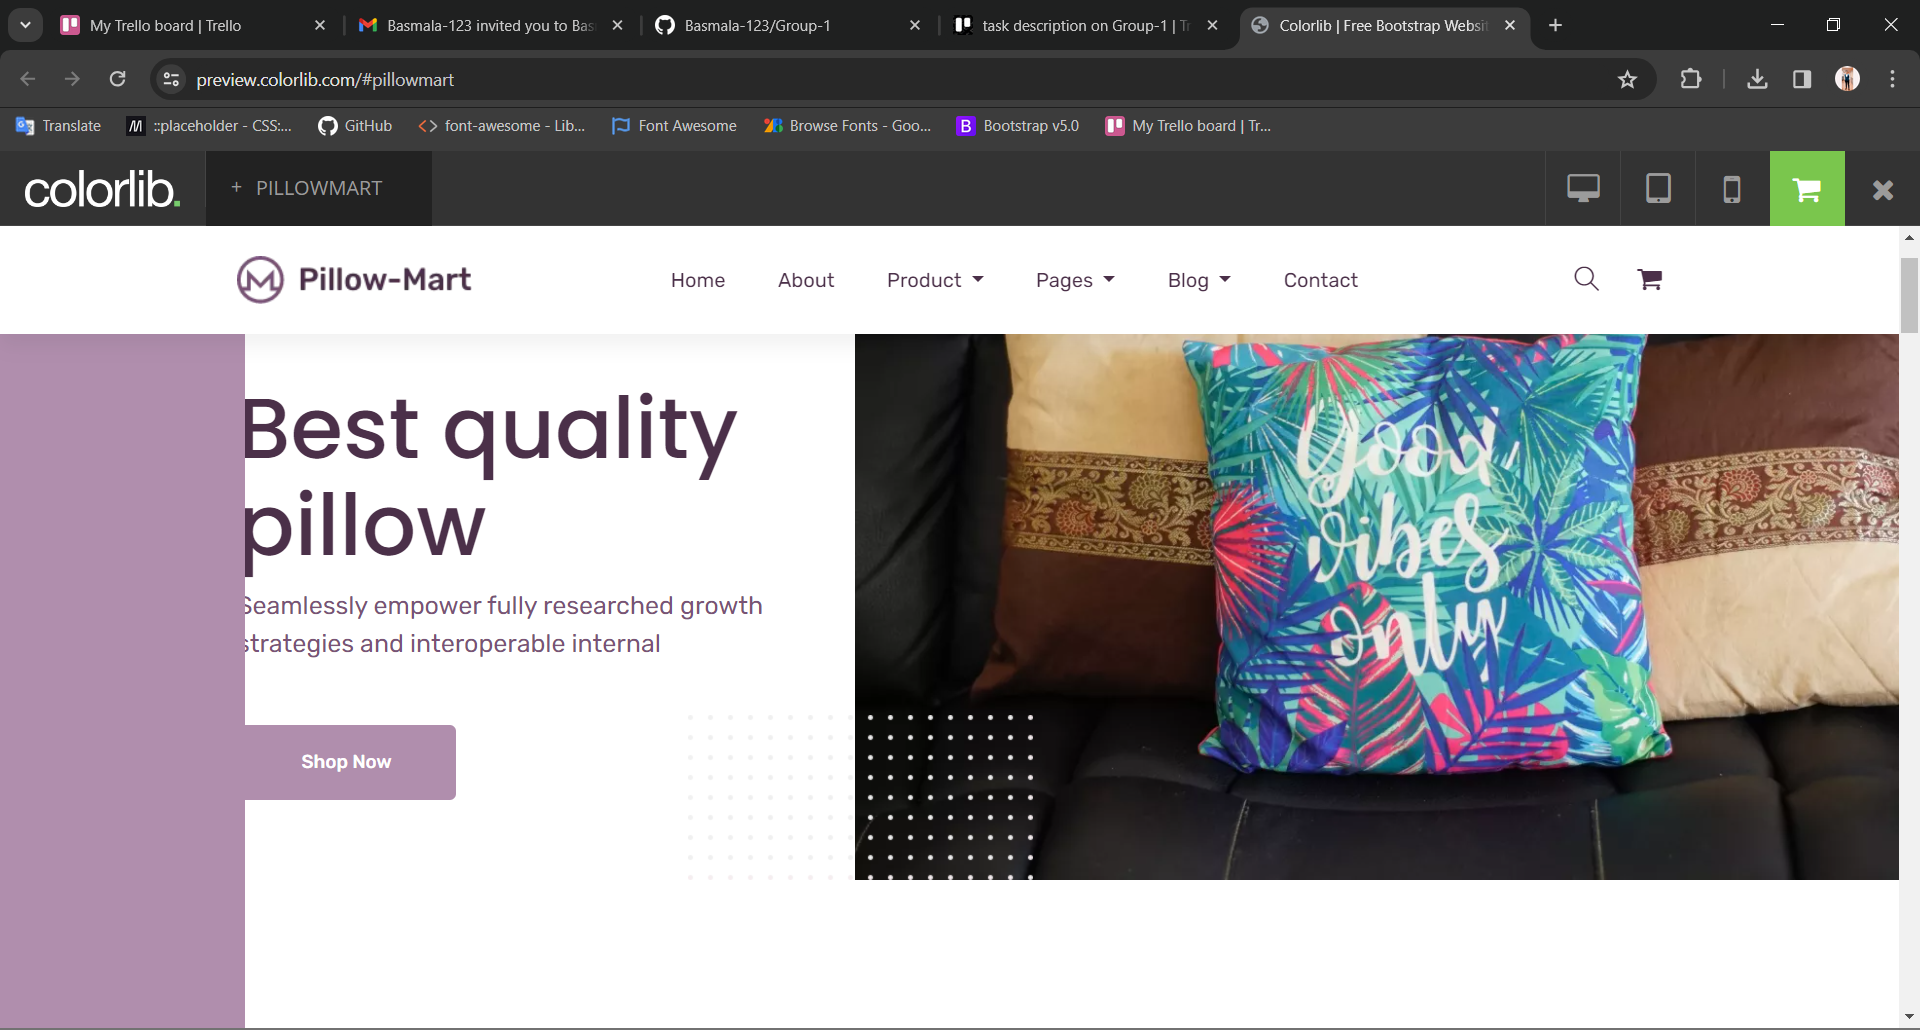 My Trello board | Trello
Basmala-123 invited you to Bas
Basmala-123/Group-1
task description on Group-1 | Tr
Colorlib | Free Bootstrap Websit
preview.colorlib.com/#pillowmart
Translate
::placeholder - CSS:...
GitHub
font-awesome - Lib...
Font Awesome
Browse Fonts - Goo...
Bootstrap v5.0
My Trello board | Tr...
colorlib.
+ PILLOWMART
Pillow-Mart
Home
About
Product
Pages
Blog
Contact
Best quality
pillow
Seamlessly empower fully researched growth
strategies and interoperable internal
Shop Now
Good
vibes
only